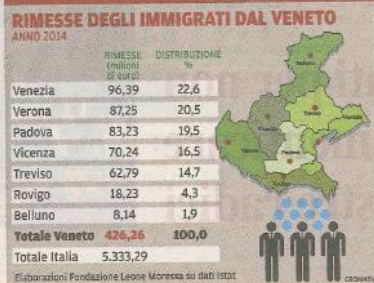 RIMESSE DEGLI IMMIGRATI DAL VENETO
ANNO 2014
RIMESSE (milioni di euro) DISTRIBUZIONE %
Venezia 96,39 22,6
Verona 87,25 20,5
Padova 83,23 19,5
Vicenza 70,24 16,5
Treviso 62,79 14,7
Rovigo 18,23 4,3
Belluno 8,14 1,9
Totale Veneto 426,26 100,0
Totale Italia 5.333,29
Elaborazioni Fondazione Leone Moressa su dati Istat